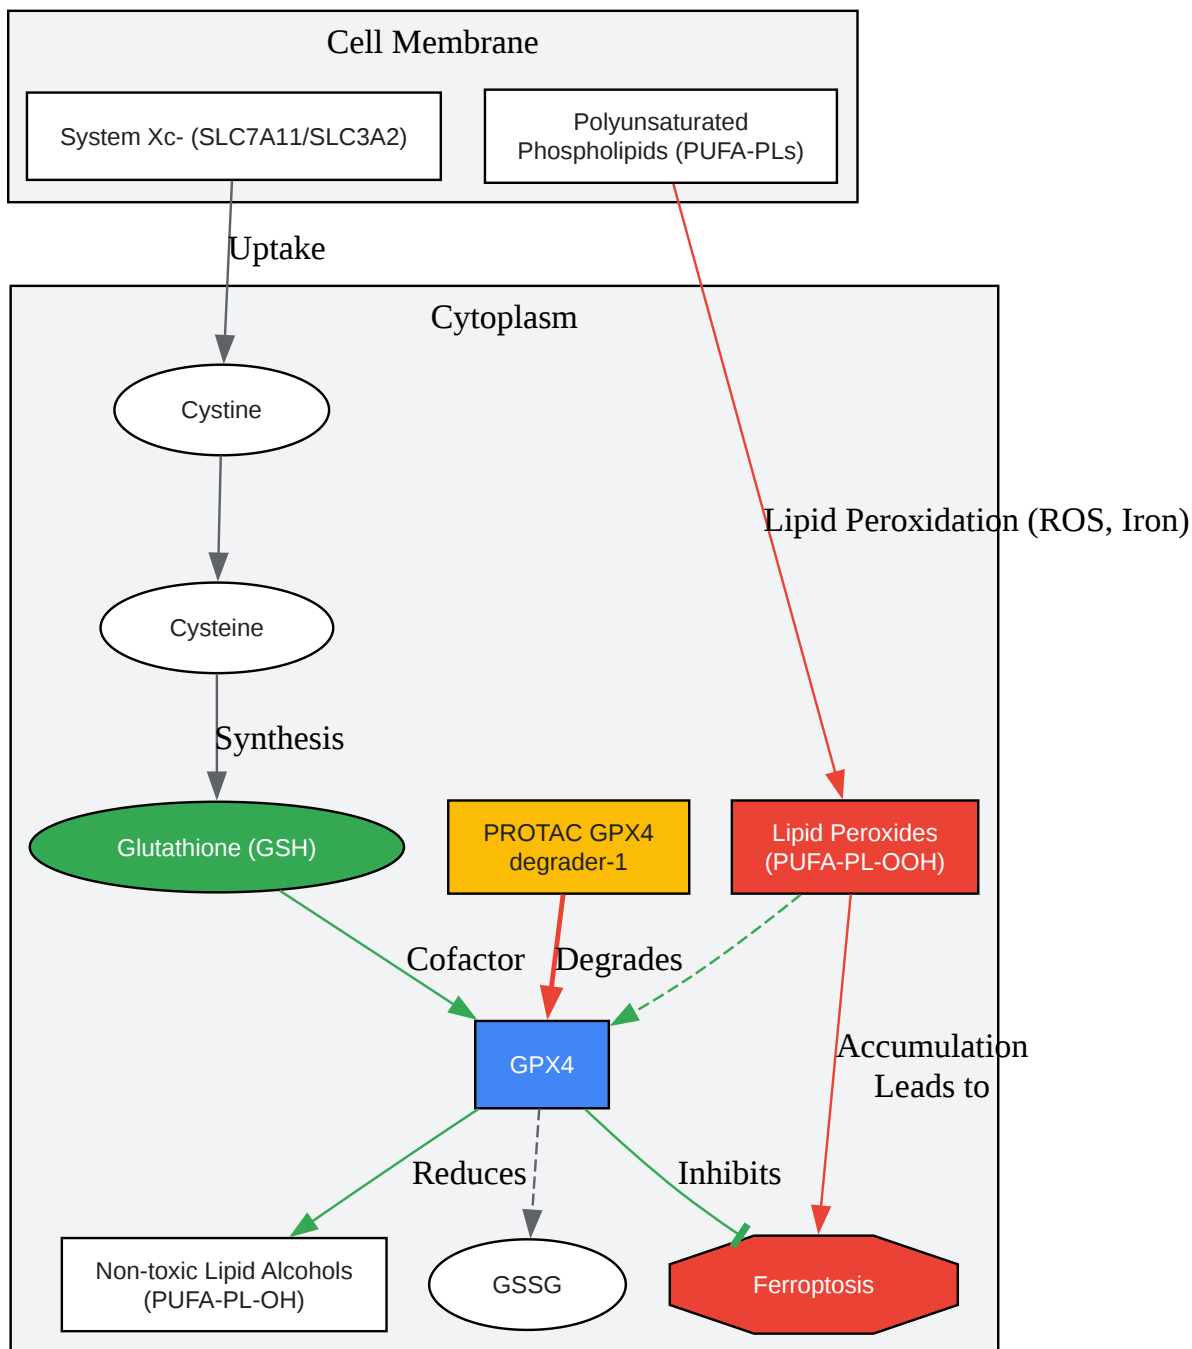 Cell Membrane
System Xc- (SLC7A11/SLC3A2)
Polyunsaturated
Phospholipids (PUFA-PLs)
Uptake
Cytoplasm
Cystine
Lipid Peroxidation (ROS, Iron)
Cysteine
Synthesis
Glutathione (GSH)
PROTAC GPX4
degrader-1
Lipid Peroxides
(PUFA-PL-OOH)
Cofactor
Degrades
GPX4
Accumulation
Leads to
Reduces
Inhibits
Non-toxic Lipid Alcohols
(PUFA-PL-OH)
GSSG
Ferroptosis